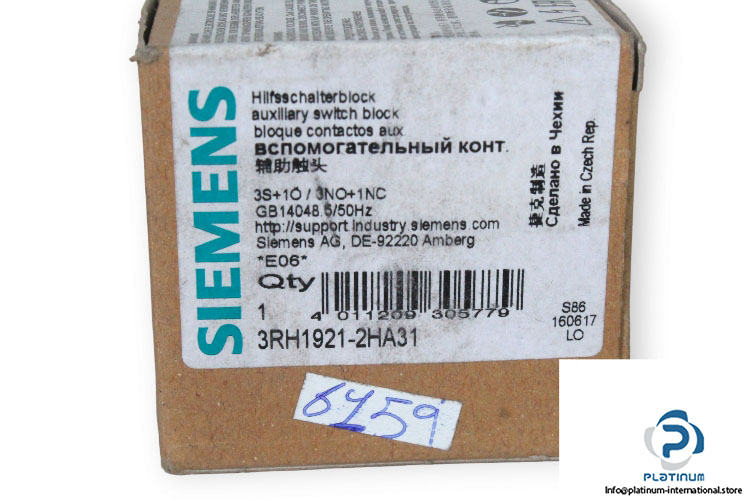 SIEMENS
Hilfsschalterblock
auxiliary switch block
bloque contactos aux
вспомогательный конт.
辅助触头
3S+1Ö / 3NO+1NC
GB14048.5/50Hz
http://support.industry.siemens.com
Siemens AG, DE-92220 Amberg
*E06*
Qty
1
4 011209 305779
3RH1921-2HA31
捷克制造
Сделано в Чехии
Made in Czech Rep.
S86
160617
LO
6459
PLATINUM
Info@platinum-international.store